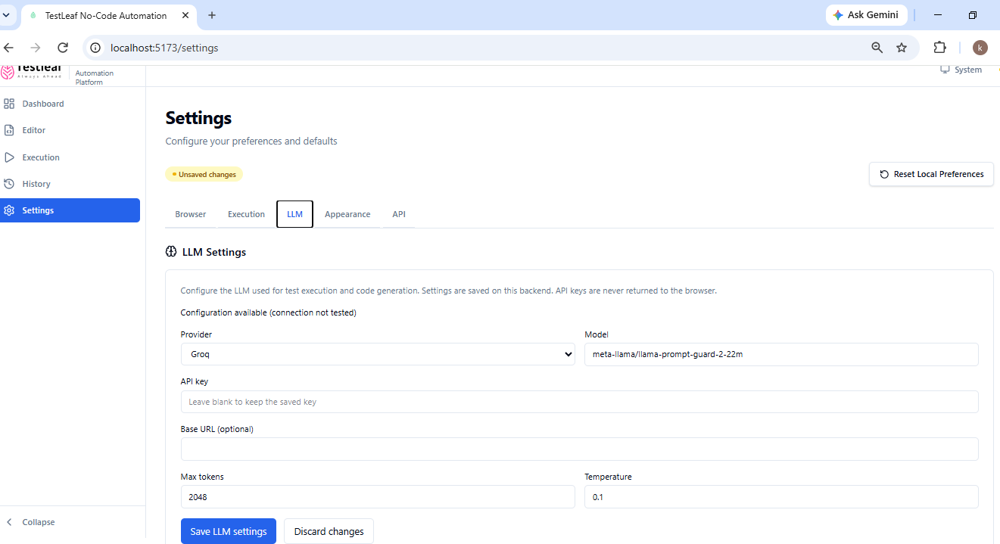 TestLeaf No-Code Automation
Ask Gemini
localhost:5173/settings
k
Testleaf
Always Ahead
Automation
Platform
System
Dashboard
Editor
Execution
History
Settings
Collapse
Settings
Configure your preferences and defaults
Unsaved changes
Reset Local Preferences
Browser Execution LLM Appearance API
LLM Settings
Configure the LLM used for test execution and code generation. Settings are saved on this backend. API keys are never returned to the browser.
Configuration available (connection not tested)
Provider Model
Groq meta-llama/llama-prompt-guard-2-22m
API key
Leave blank to keep the saved key
Base URL (optional)
Max tokens Temperature
2048 0.1
Save LLM settings Discard changes